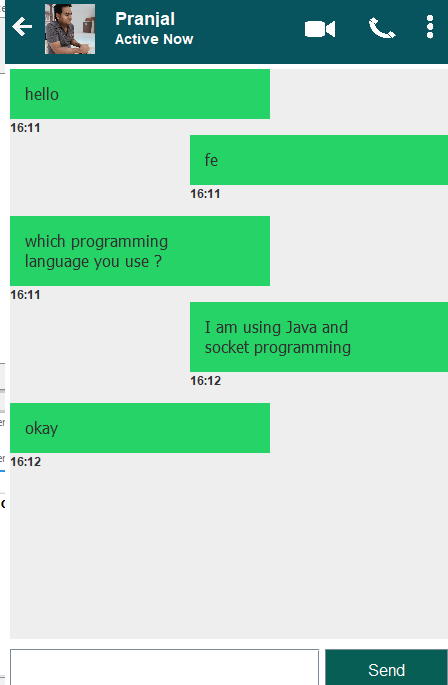 Pranjal
Active Now
hello
16:11
fe
16:11
which programming
language you use ?
16:11
I am using Java and
socket programming
16:12
okay
16:12
Send